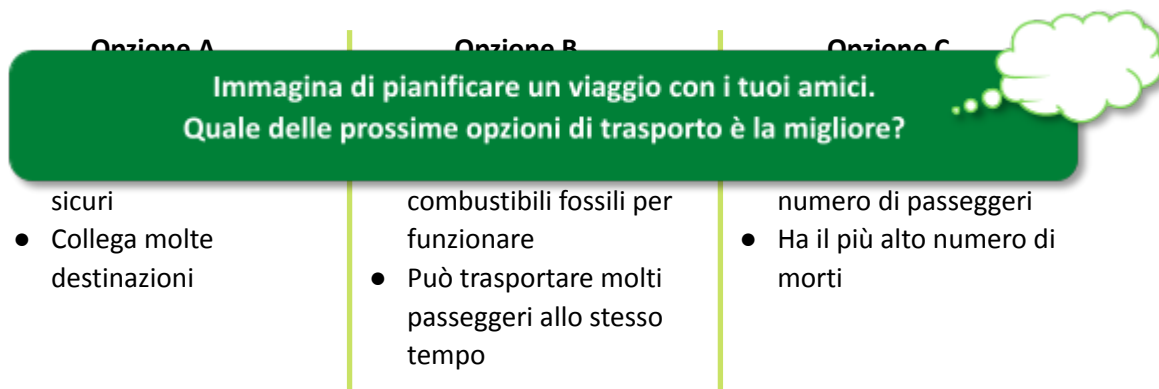 Opzione A
Opzione B
Opzione C
Immagina di pianificare un viaggio con i tuoi amici.
Quale delle prossime opzioni di trasporto è la migliore?
sicuri
● Collega molte
destinazioni
combustibili fossili per
funzionare
● Può trasportare molti
passeggeri allo stesso
tempo
numero di passeggeri
● Ha il più alto numero di
morti